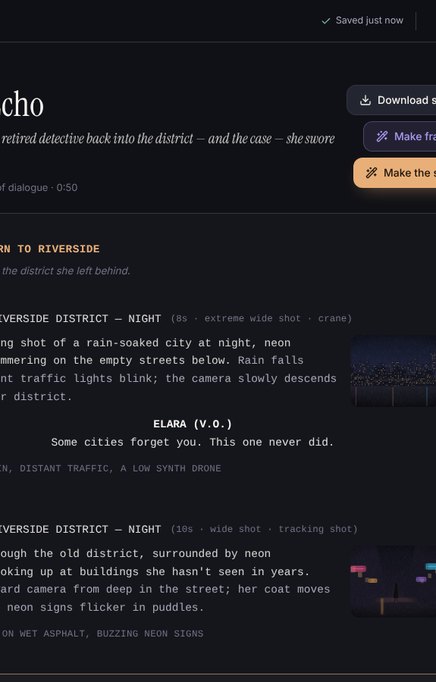 Saved just now
cho
Download s
retired detective back into the district — and the case — she swore
Make fra
Make the s
of dialogue · 0:50
RN TO RIVERSIDE
the district she left behind.
IVERSIDE DISTRICT — NIGHT (8s · extreme wide shot · crane)
ng shot of a rain-soaked city at night, neon
mmering on the empty streets below. Rain falls
nt traffic lights blink; the camera slowly descends
r district.
ELARA (V.O.)
Some cities forget you. This one never did.
IN, DISTANT TRAFFIC, A LOW SYNTH DRONE
IVERSIDE DISTRICT — NIGHT (10s · wide shot · tracking shot)
ough the old district, surrounded by neon
oking up at buildings she hasn't seen in years.
ard camera from deep in the street; her coat moves
neon signs flicker in puddles.
ON WET ASPHALT, BUZZING NEON SIGNS